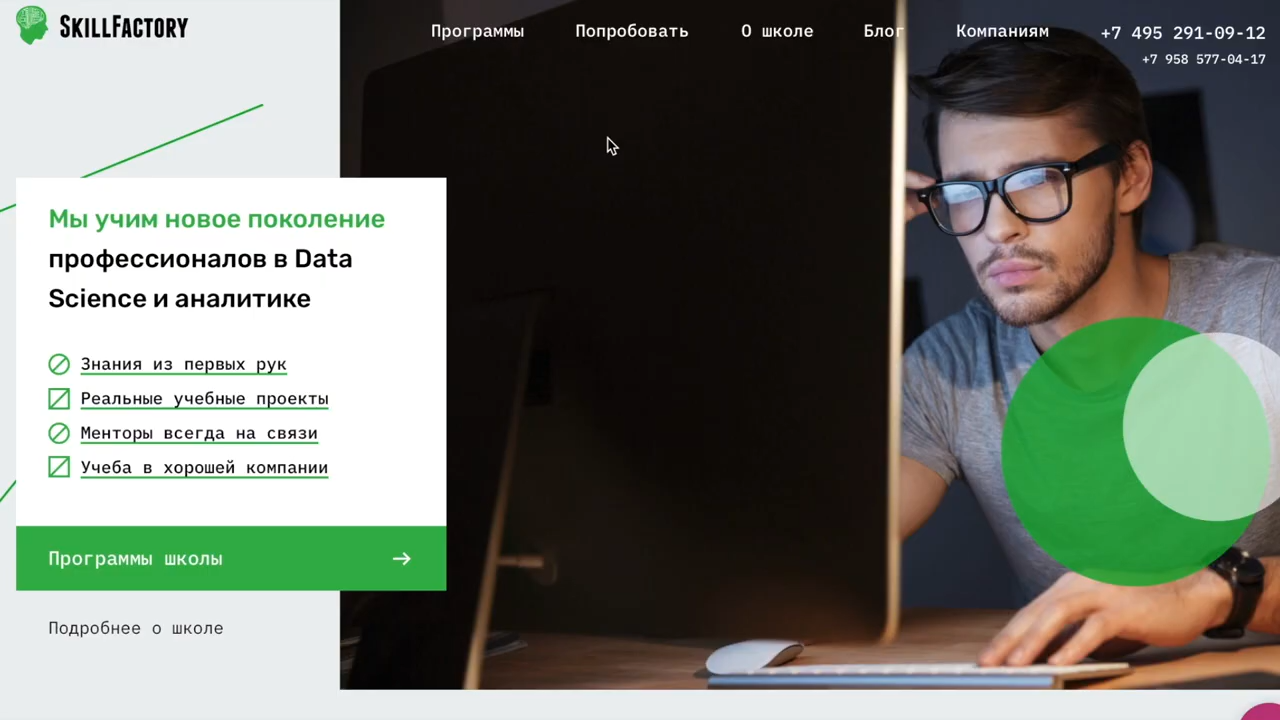 SKILLFACTORY
Программы Попробовать О школе Блог Компаниям +7 495 291-09-12
+7 958 577-04-17
Мы учим новое поколение
профессионалов в Data
Science и аналитике
Знания из первых рук
Реальные учебные проекты
Менторы всегда на связи
Учеба в хорошей компании
Программы школы →
Подробнее о школе